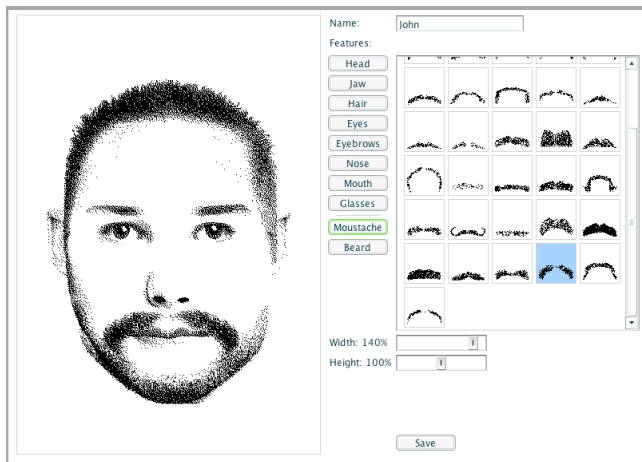 Name: John
Features:
Head
Jaw
Hair
Eyes
Eyebrows
Nose
Mouth
Glasses
Moustache
Beard
Width: 140%
Height: 100%
Save